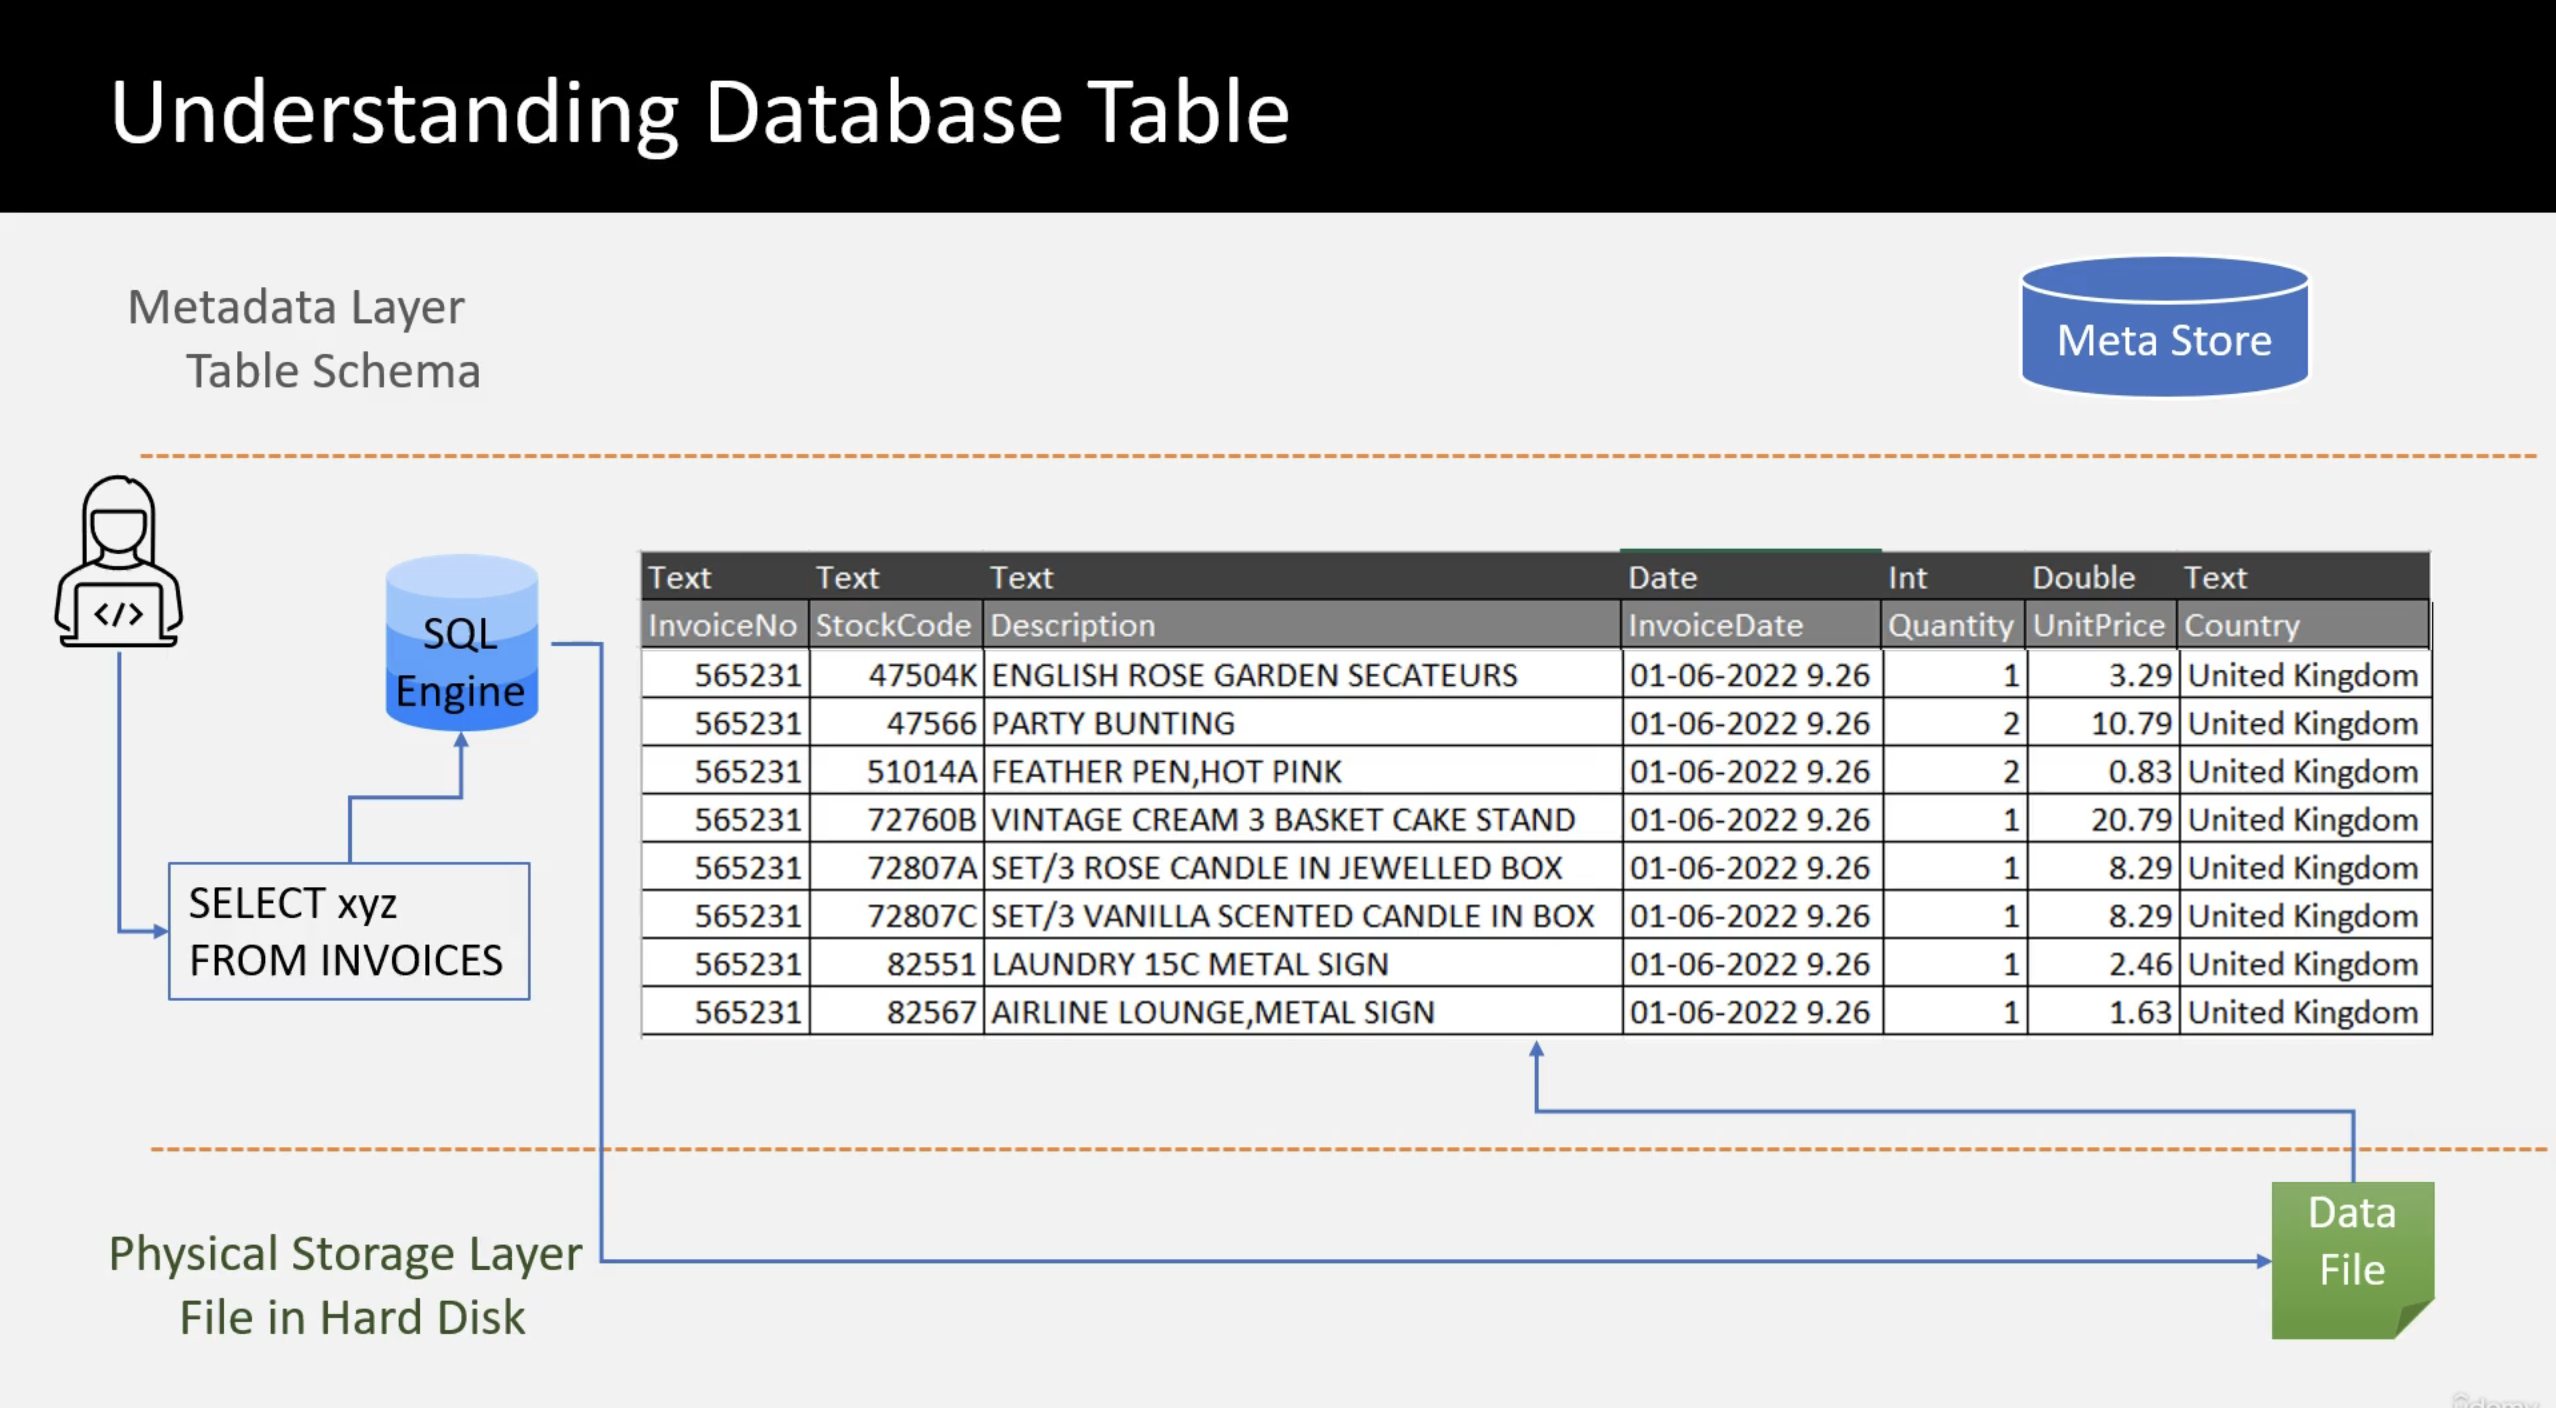 Understanding Database Table
Metadata Layer
Table Schema
Meta Store
</>
SQL
Engine
SELECT xyz
FROM INVOICES
Text Text Text Date Int Double Text
InvoiceNo StockCode Description InvoiceDate Quantity UnitPrice Country
565231 47504K ENGLISH ROSE GARDEN SECATEURS 01-06-2022 9.26 1 3.29 United Kingdom
565231 47566 PARTY BUNTING 01-06-2022 9.26 2 10.79 United Kingdom
565231 51014A FEATHER PEN,HOT PINK 01-06-2022 9.26 2 0.83 United Kingdom
565231 72760B VINTAGE CREAM 3 BASKET CAKE STAND 01-06-2022 9.26 1 20.79 United Kingdom
565231 72807A SET/3 ROSE CANDLE IN JEWELLED BOX 01-06-2022 9.26 1 8.29 United Kingdom
565231 72807C SET/3 VANILLA SCENTED CANDLE IN BOX 01-06-2022 9.26 1 8.29 United Kingdom
565231 82551 LAUNDRY 15C METAL SIGN 01-06-2022 9.26 1 2.46 United Kingdom
565231 82567 AIRLINE LOUNGE,METAL SIGN 01-06-2022 9.26 1 1.63 United Kingdom
Physical Storage Layer
File in Hard Disk
Data
File